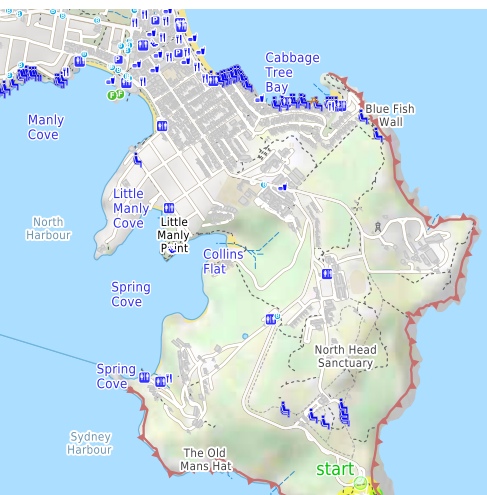 Cabbage
Tree
Bay
Blue Fish
Wall
Manly
Cove
Little
Manly
Cove
North
Harbour
Little
Manly
Point
Collins
Flat
Spring
Cove
North Head
Sanctuary
Spring
Cove
Sydney
Harbour
The Old
Mans Hat
start